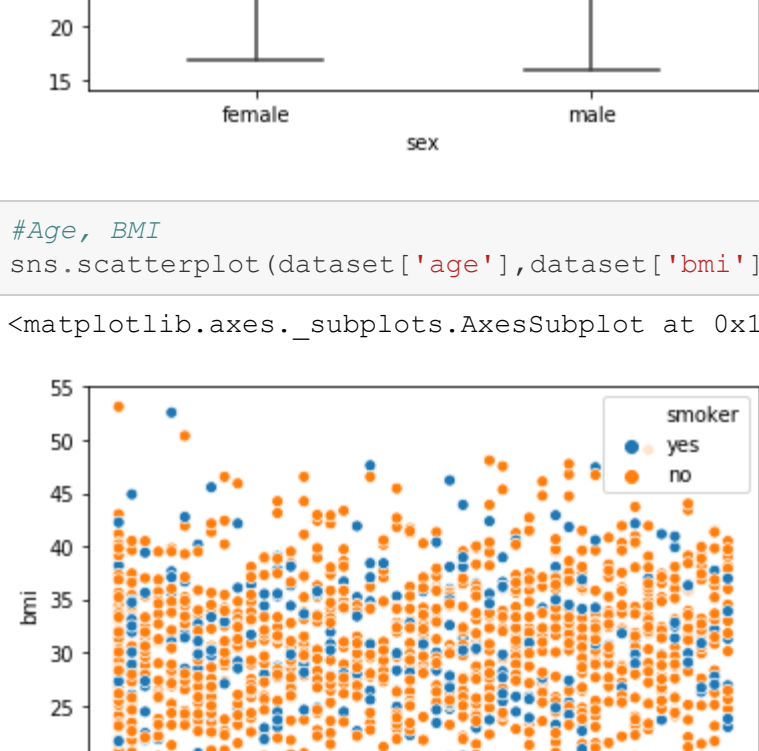 20
15
female male
sex
#Age, BMI
sns.scatterplot(dataset['age'],dataset['bmi']
<matplotlib.axes._subplots.AxesSubplot at 0x1
55
50
45
40
35
30
25
bmi
smoker
yes
no